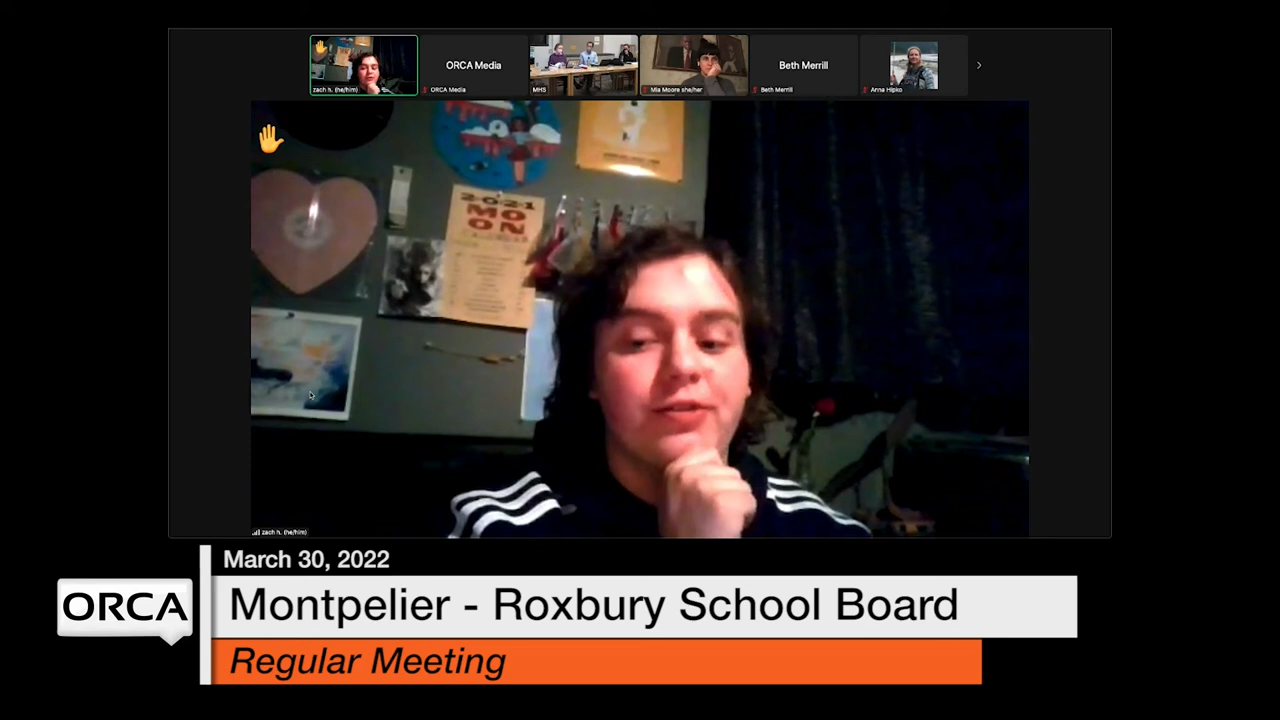 ORCA Media
Beth Merrill
zach h. (he/him)
ORCA Media
MHS
Mia Moore she/her
Beth Merrill
Anna Hipko
2021
MO
ON
zach h. (he/him)
March 30, 2022
ORCA
Montpelier - Roxbury School Board
Regular Meeting